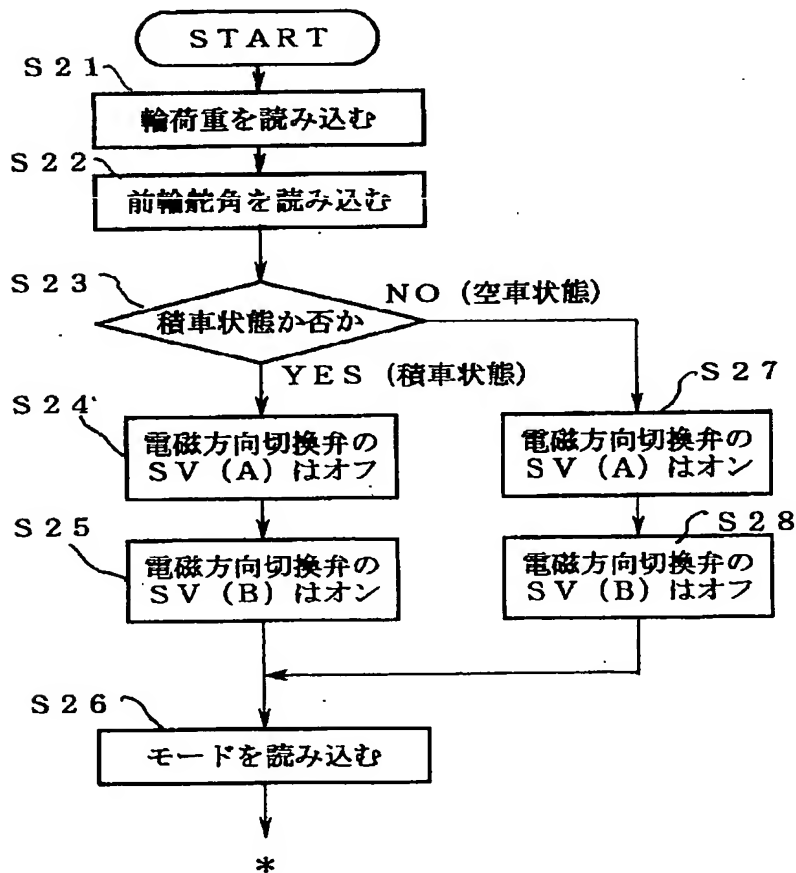 ＳＴＡＲＴ
Ｓ２１
輪荷重を読み込む
Ｓ２２
前輪舵角を読み込む
Ｓ２３
積車状態か否か
ＮＯ（空車状態）
ＹＥＳ（積車状態）
Ｓ２４
電磁方向切換弁の
ＳＶ（Ａ）はオフ
Ｓ２７
電磁方向切換弁の
ＳＶ（Ａ）はオン
Ｓ２５
電磁方向切換弁の
ＳＶ（Ｂ）はオン
Ｓ２８
電磁方向切換弁の
ＳＶ（Ｂ）はオフ
Ｓ２６
モードを読み込む
＊